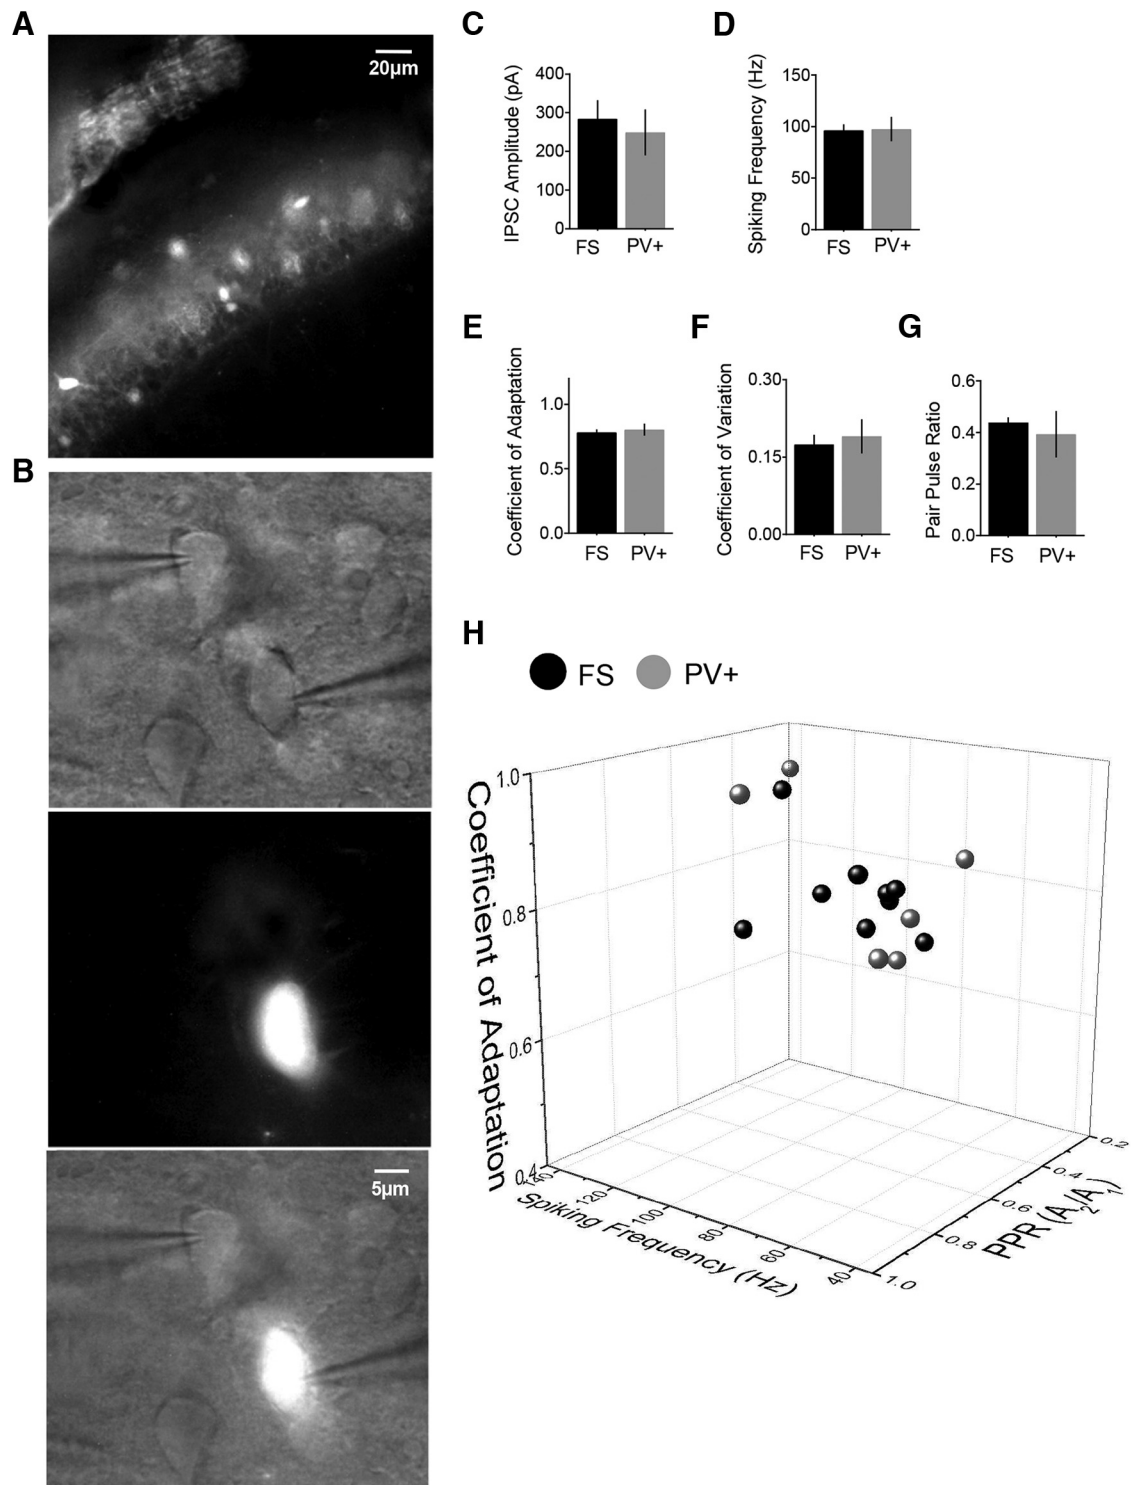 A
20µm
B
5µm
C
IPSC Amplitude (pA)
400
300
200
100
0
FS PV+
D
Spiking Frequency (Hz)
150
100
50
0
FS PV+
E
Coefficient of Adaptation
1.0
0.5
0.0
FS PV+
F
Coefficient of Variation
0.30
0.15
0.00
FS PV+
G
Pair Pulse Ratio
0.6
0.4
0.2
0.0
FS PV+
H
FS PV+
Coefficient of Adaptation
1.0
0.8
0.6
0.4
Spiking Frequency (Hz)
140
120
100
80
60
40
PPR (A2/A1)
0.2
0.4
0.6
0.8
1.0